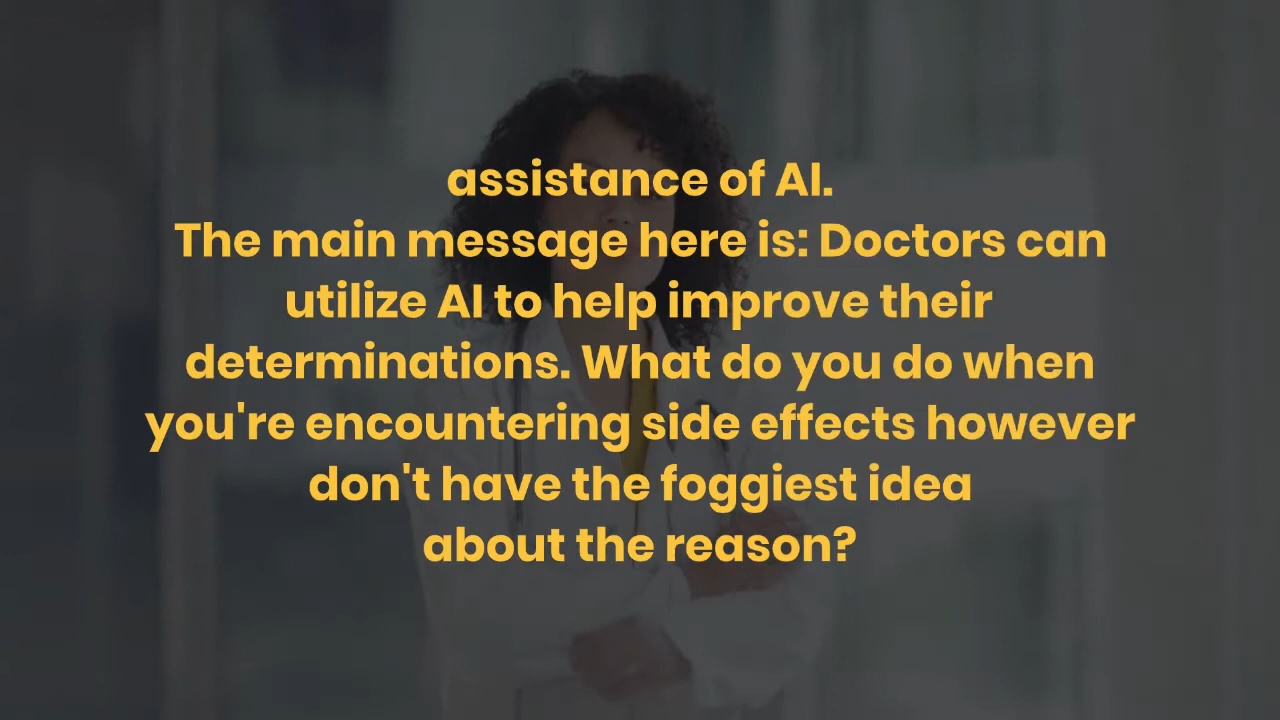 assistance of AI.
The main message here is: Doctors can
utilize AI to help improve their
determinations. What do you do when
you're encountering side effects however
don't have the foggiest idea
about the reason?